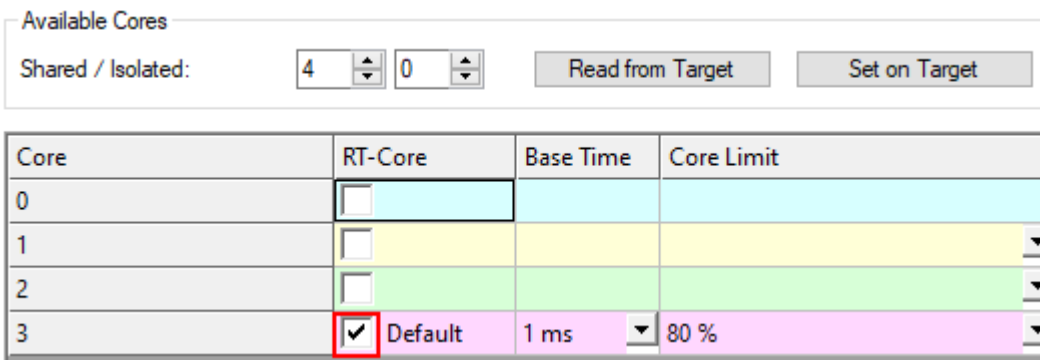 Available Cores
Shared / Isolated: 4 0 Read from Target Set on Target
Core RT-Core Base Time Core Limit
0
1
2
3 Default 1 ms 80 %